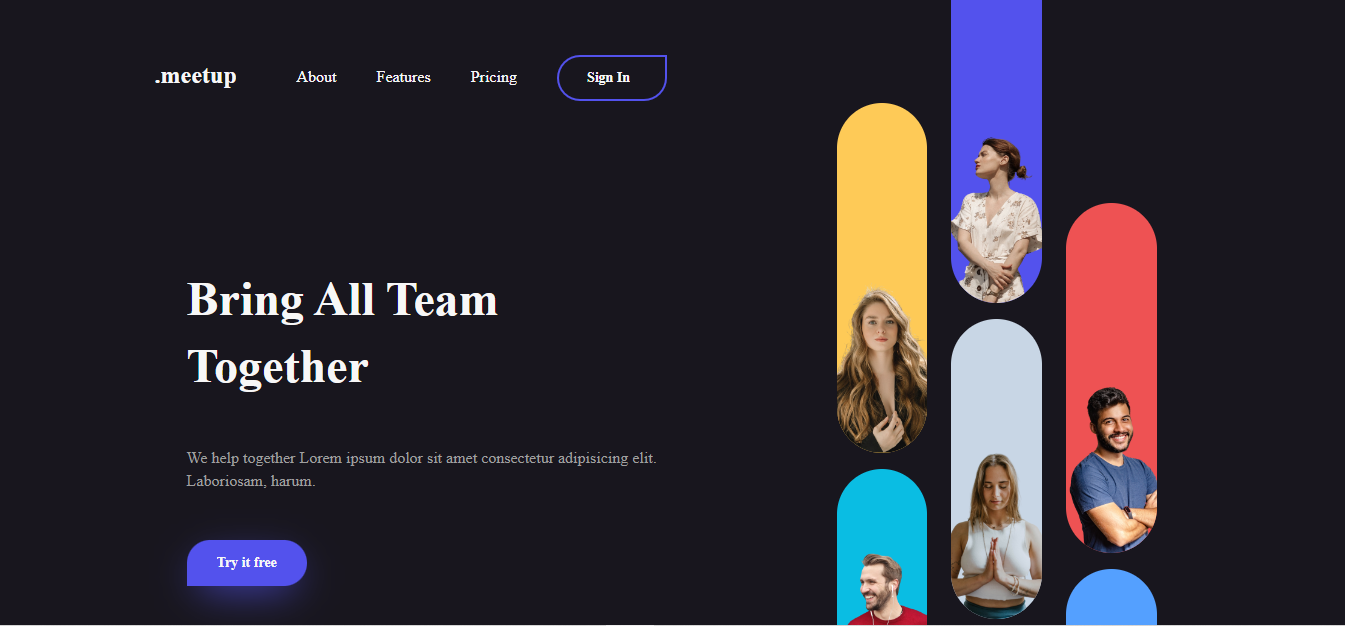 .meetup About Features Pricing Sign In
Bring All Team
Together
We help together Lorem ipsum dolor sit amet consectetur adipisicing elit.
Laboriosam, harum.
Try it free